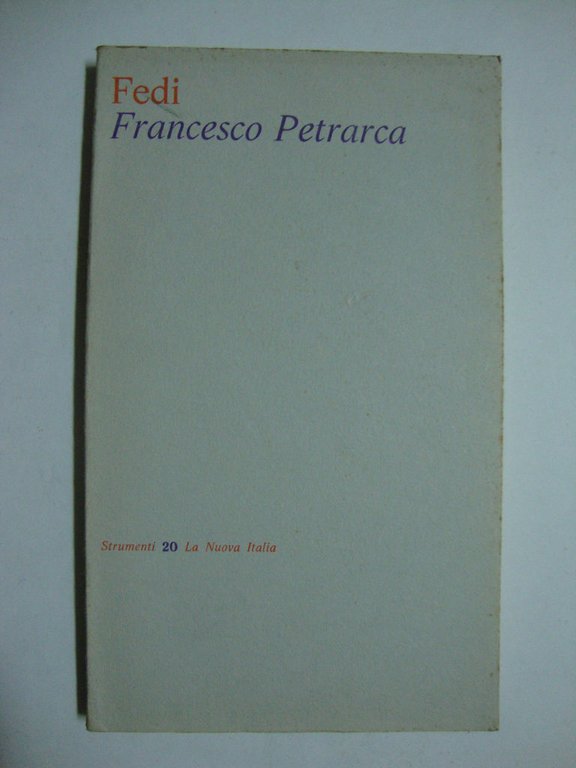 Fedi
Francesco Petrarca
Strumenti 20 La Nuova Italia